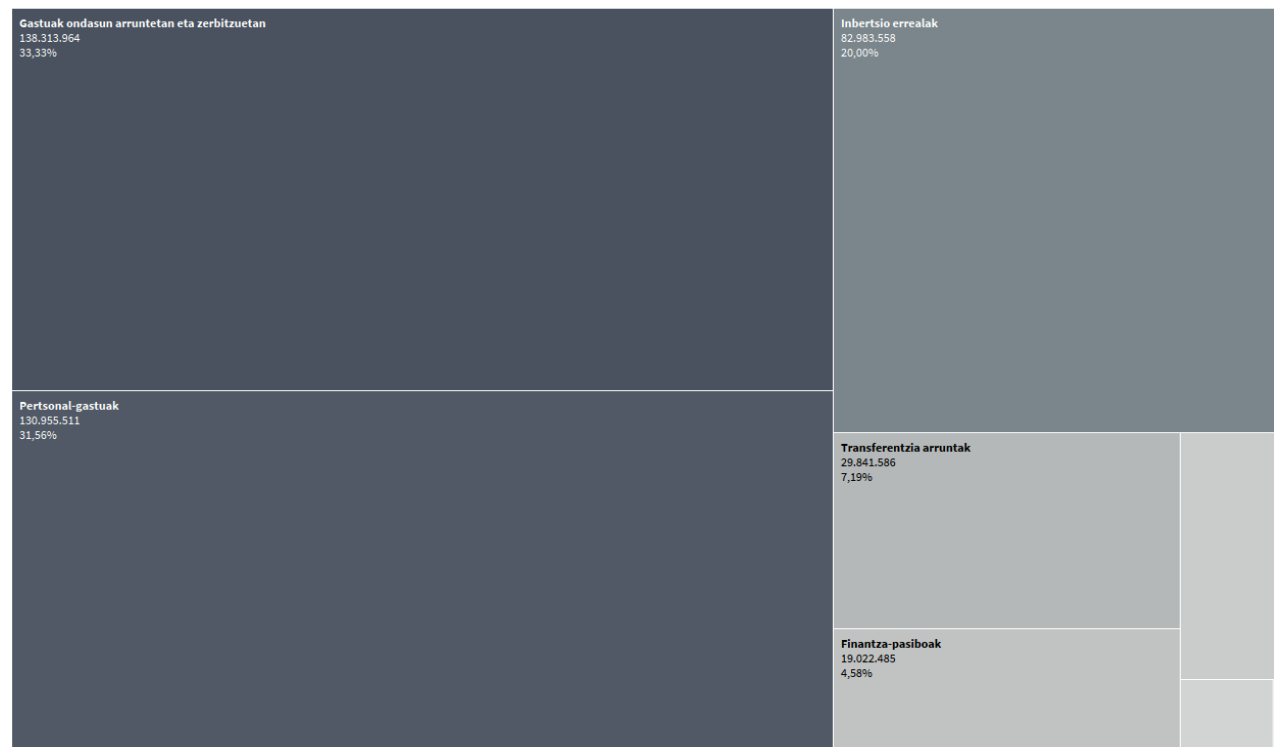 Gastuak ondasun arruntetan eta zerbitzuetan
138.313.964
33,33%
Inbertsio errealak
82.983.558
20,00%
Pertsonal-gastuak
130.955.511
31,56%
Transferentzia arruntak
29.841.586
7,19%
Finantza-pasiboak
19.022.485
4,58%